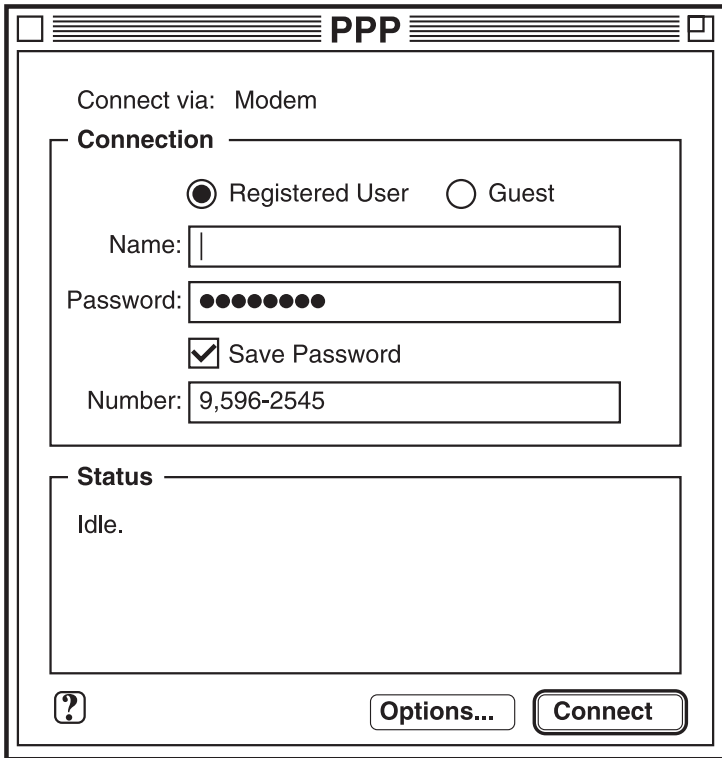 PPP
Connect via: Modem
Connection
Registered User Guest
Name:
Password: ●●●●●●●●
Save Password
Number: 9,596-2545
Status
Idle.
? Options... Connect